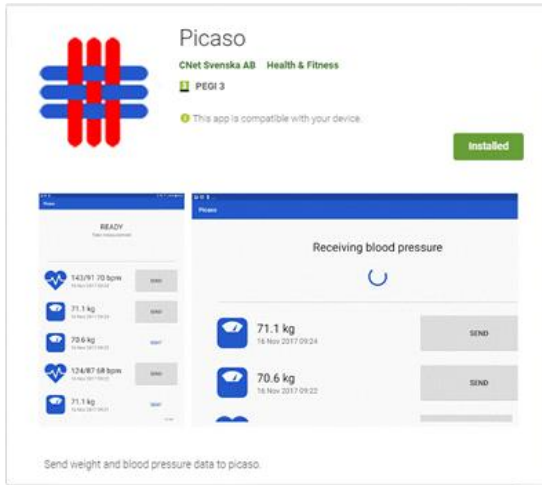 Picaso
CNet Svenska AB Health & Fitness
PEGI 3
This app is compatible with your device.
Installed
Picaso
READY
143/91 70 bpm
SEND
71.1 kg
SEND
70.6 kg
124/87 68 bpm
SEND
71.1 kg
Picaso
Receiving blood pressure
71.1 kg
16 Nov 2017 09:24
SEND
70.6 kg
16 Nov 2017 09:22
SEND
Send weight and blood pressure data to picaso.